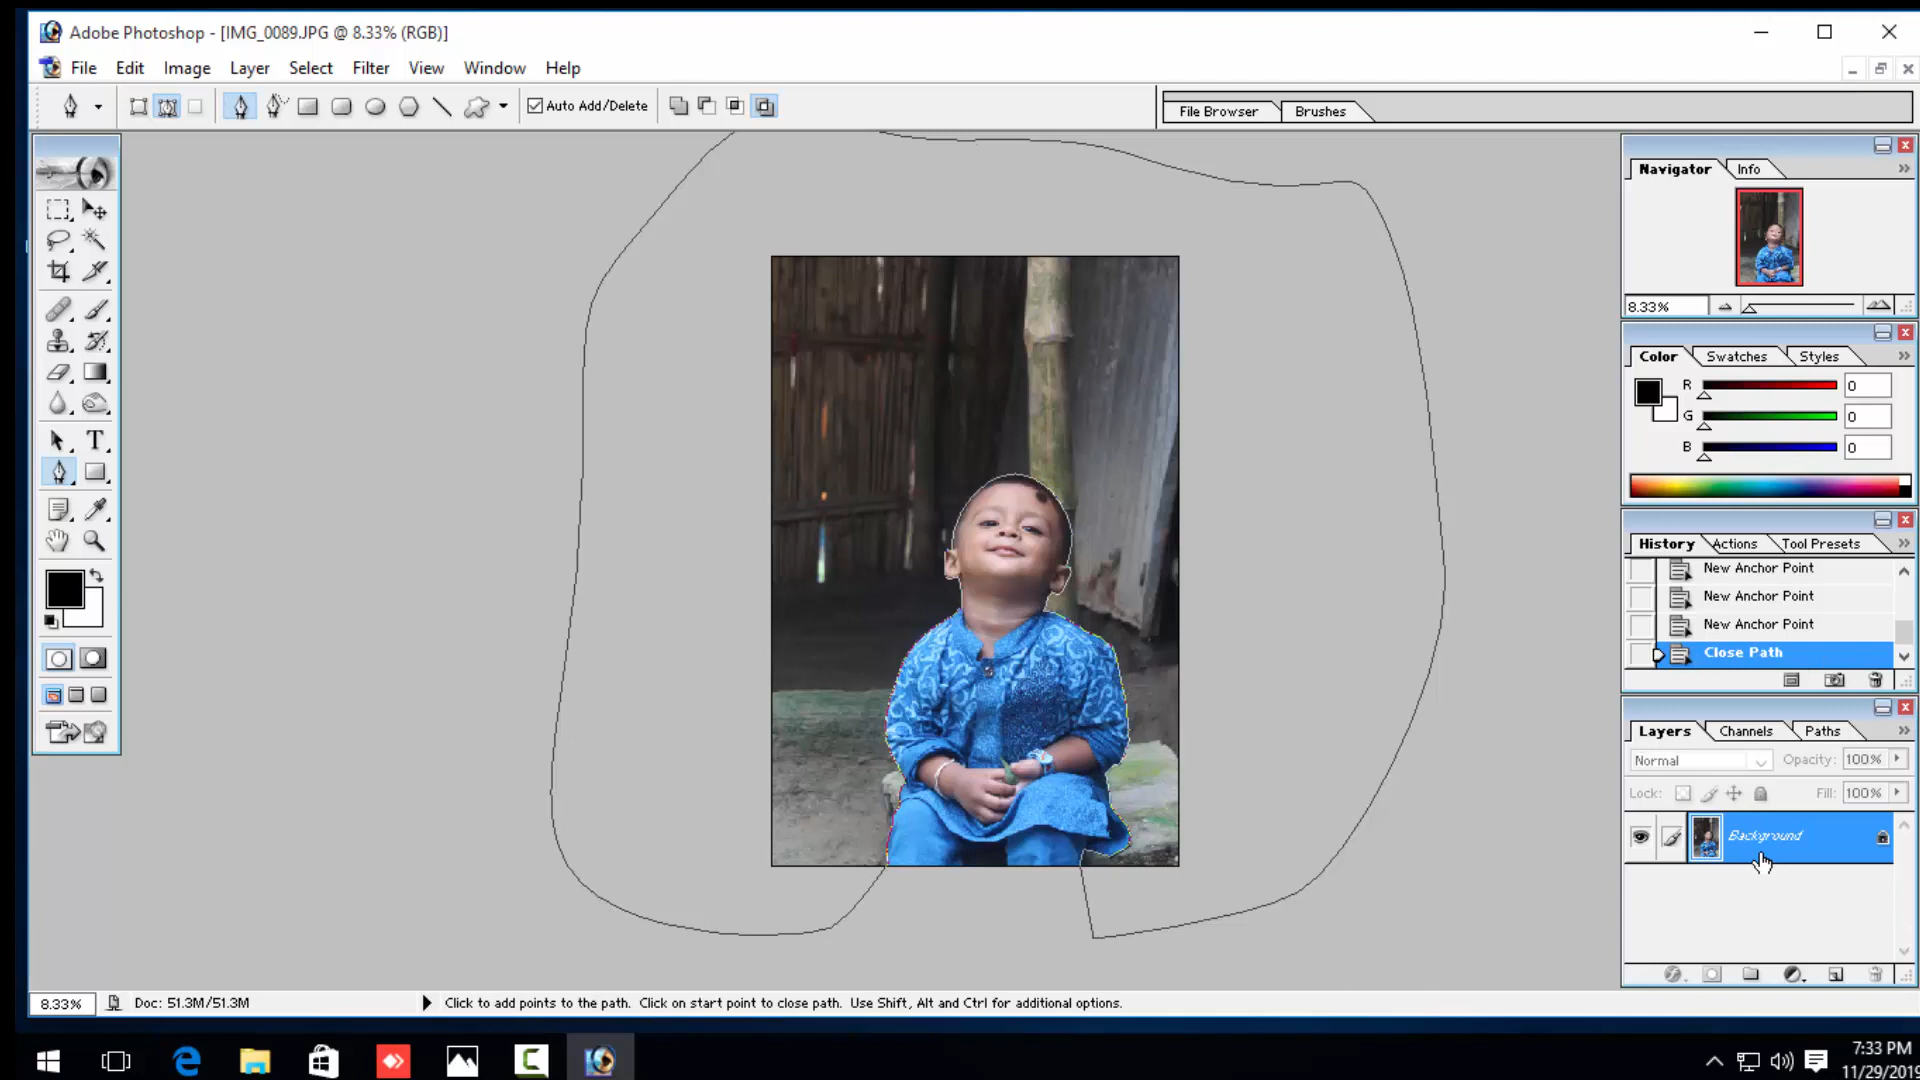 Adobe Photoshop - [IMG_0089.JPG @ 8.33% (RGB)]
File Edit Image Layer Select Filter View Window Help
Auto Add/Delete
File Browser Brushes
Navigator Info
8.33%
Color Swatches Styles
R 0
G 0
B 0
History Actions Tool Presets
New Anchor Point
New Anchor Point
New Anchor Point
Close Path
Layers Channels Paths
Normal Opacity: 100%
Lock: Fill: 100%
Background
8.33% Doc: 51.3M/51.3M Click to add points to the path. Click on start point to close path. Use Shift, Alt and Ctrl for additional options.
7:33 PM
11/29/2019